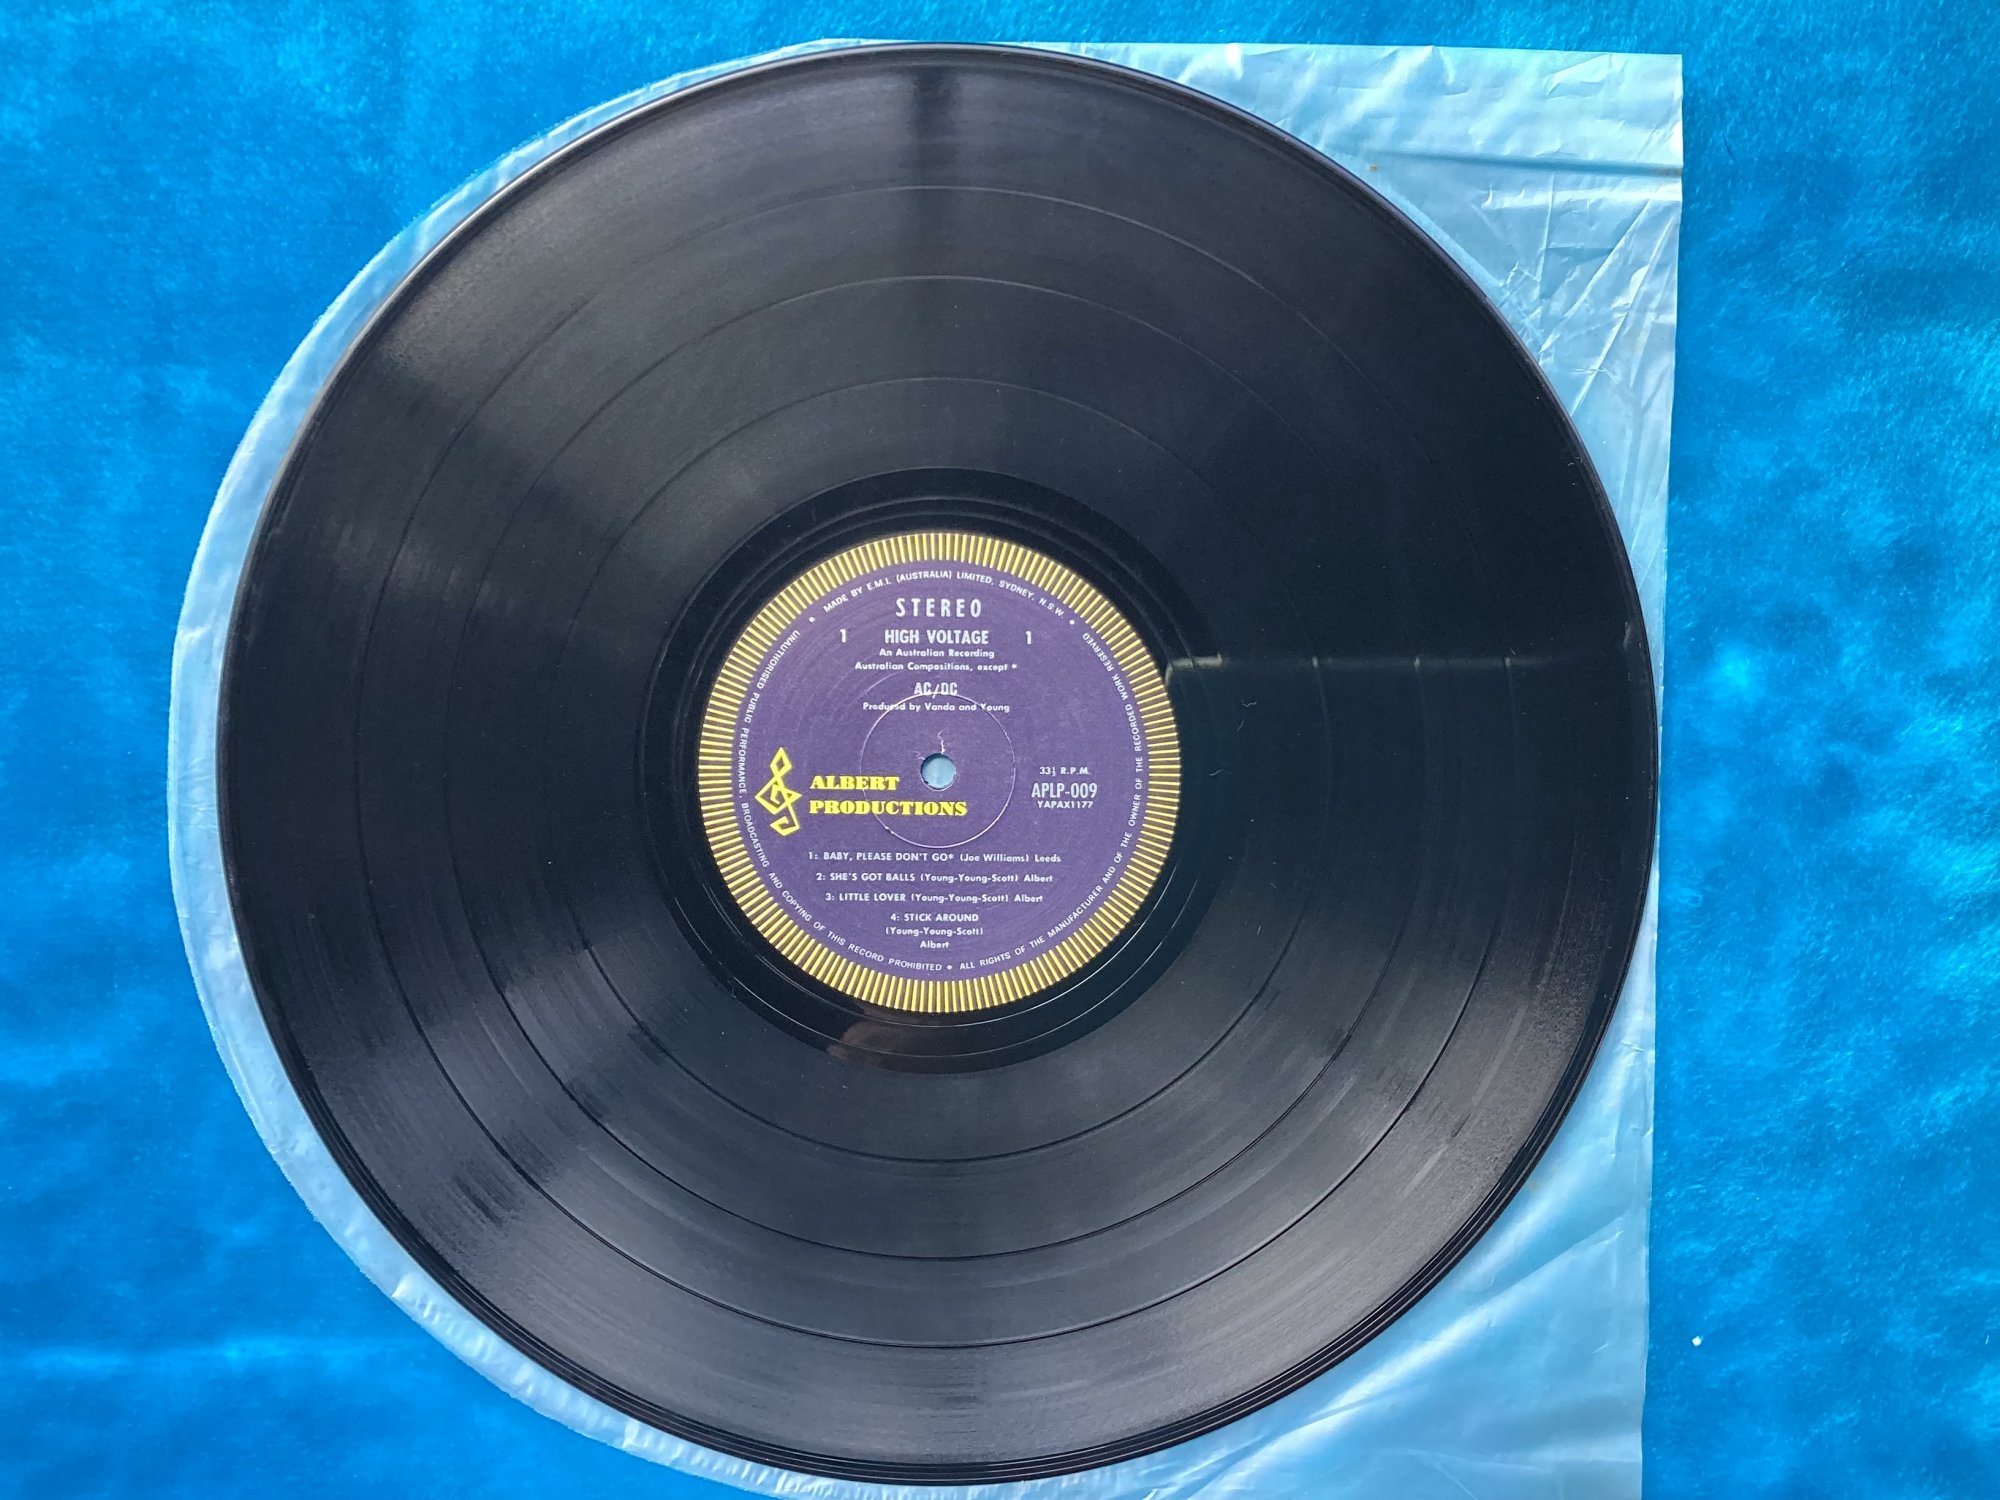 MADE BY E.M.I. (AUSTRALIA) LIMITED, SYDNEY, N.S.W. •
STEREO
1 HIGH VOLTAGE 1
An Australian Recording
Australian Compositions, except *
AC/DC
Produced by Vanda and Young
ALBERT
PRODUCTIONS
33⅓ R.P.M.
APLP-009
YAPAX1177
1: BABY, PLEASE DON'T GO* (Joe Williams) Leeds
2: SHE'S GOT BALLS (Young-Young-Scott) Albert
3: LITTLE LOVER (Young-Young-Scott) Albert
4: STICK AROUND
(Young-Young-Scott)
Albert
UNAUTHORISED PUBLIC PERFORMANCE, BROADCASTING AND COPYING OF THIS RECORD PROHIBITED • ALL RIGHTS OF THE MANUFACTURER AND OF THE OWNER OF THE RECORDED WORK RESERVED